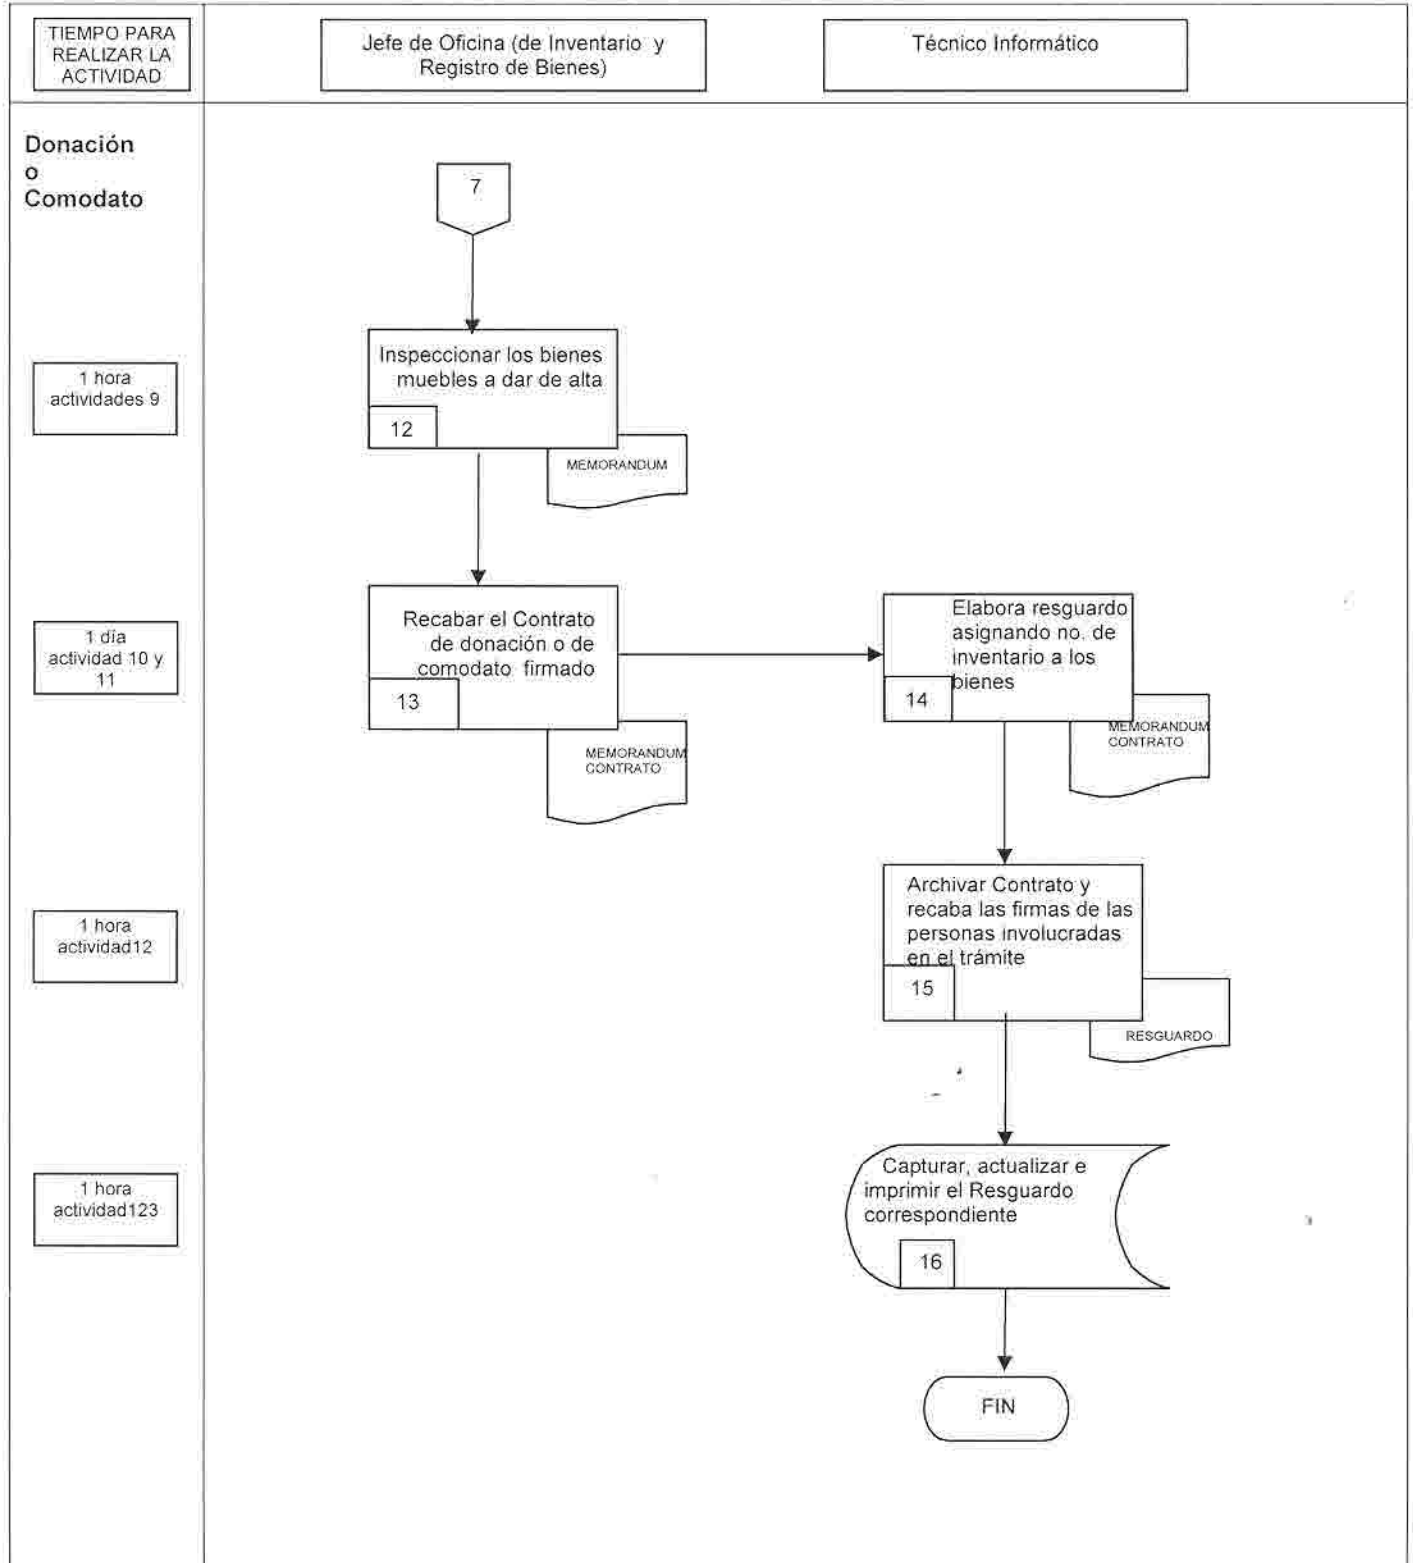 TIEMPO PARA
REALIZAR LA
ACTIVIDAD
Jefe de Oficina (de Inventario y
Registro de Bienes)
Técnico Informático
Donación
o
Comodato
7
1 hora
actividades 9
Inspeccionar los bienes
muebles a dar de alta
12
MEMORANDUM
1 día
actividad 10 y
11
Recabar el Contrato
de donación o de
comodato firmado
13
MEMORANDUM
CONTRATO
Elabora resguardo
asignando no. de
inventario a los
bienes
14
MEMORANDUM
CONTRATO
1 hora
actividad12
Archivar Contrato y
recaba las firmas de las
personas involucradas
en el trámite
15
RESGUARDO
1 hora
actividad123
Capturar, actualizar e
imprimir el Resguardo
correspondiente
16
FIN